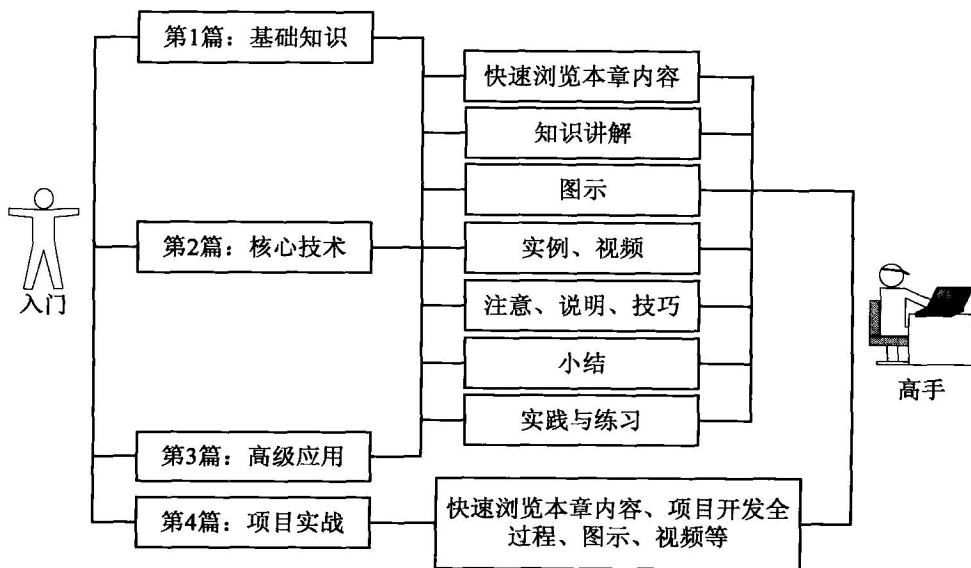 第1篇：基础知识
快速浏览本章内容
知识讲解
图示
第2篇：核心技术
实例、视频
入门
注意、说明、技巧
小结
高手
实践与练习
第3篇：高级应用
第4篇：项目实战
快速浏览本章内容、项目开发全
过程、图示、视频等